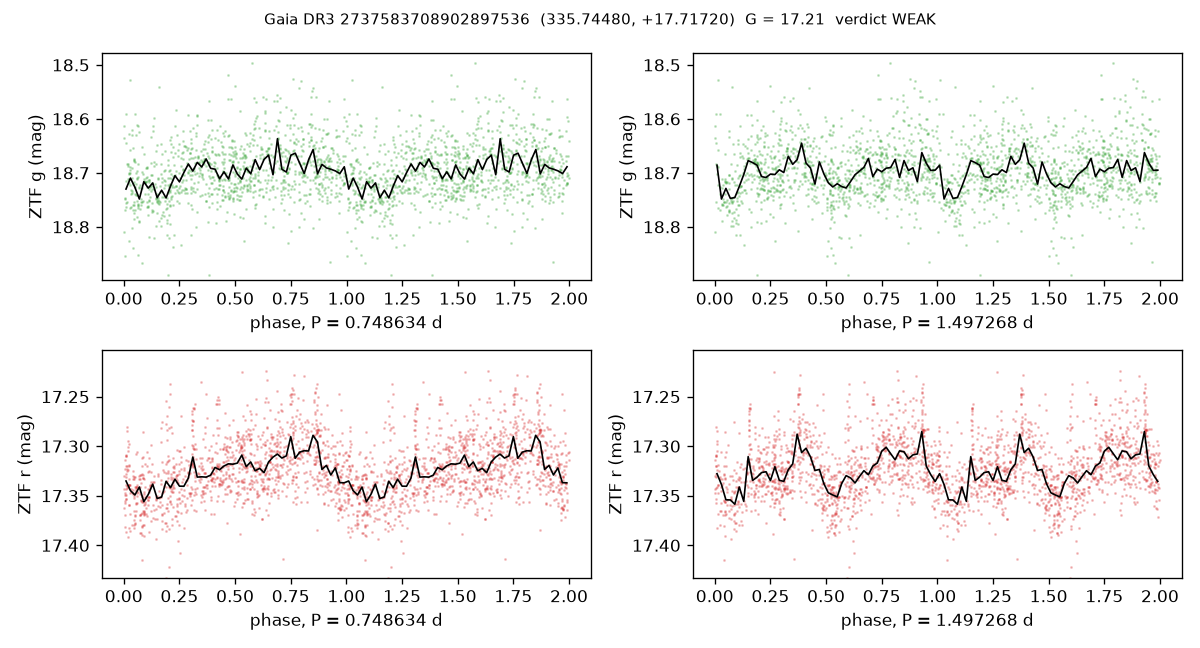 Gaia DR3 2737583708902897536 (335.74480, +17.71720) G = 17.21 verdict WEAK
ZTF g (mag)
18.5
18.6
18.7
18.8
0.00 0.25 0.50 0.75 1.00 1.25 1.50 1.75 2.00
phase, P = 0.748634 d
ZTF g (mag)
18.5
18.6
18.7
18.8
0.00 0.25 0.50 0.75 1.00 1.25 1.50 1.75 2.00
phase, P = 1.497268 d
ZTF r (mag)
17.25
17.30
17.35
17.40
0.00 0.25 0.50 0.75 1.00 1.25 1.50 1.75 2.00
phase, P = 0.748634 d
ZTF r (mag)
17.25
17.30
17.35
17.40
0.00 0.25 0.50 0.75 1.00 1.25 1.50 1.75 2.00
phase, P = 1.497268 d